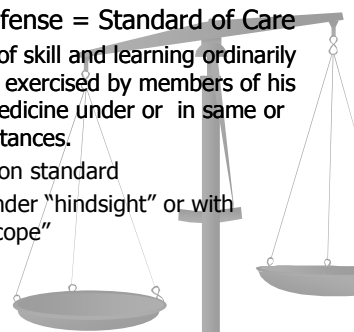 fense = Standard of Care
of skill and learning ordinarily
exercised by members of his
edicine under or in same or
tances.
on standard
nder “hindsight” or with
cope”